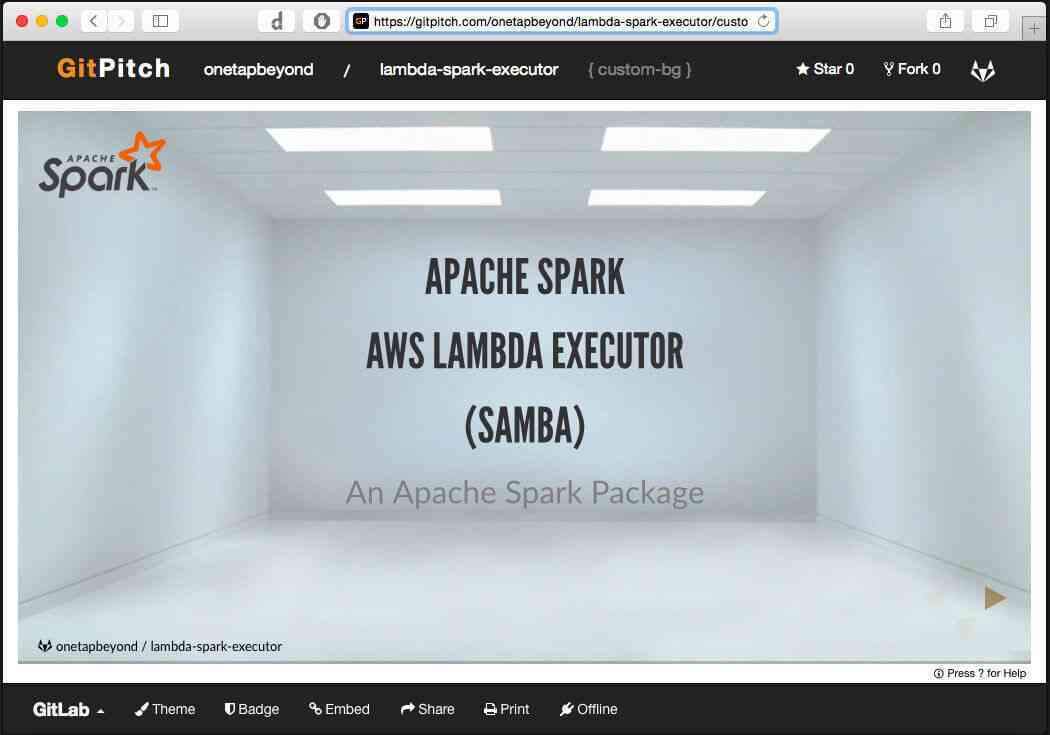 d
GP https://gitpitch.com/onetapbeyond/lambda-spark-executor/custo
GitPitch onetapbeyond / lambda-spark-executor { custom-bg } Star 0 Fork 0
APACHE
Spark™
APACHE SPARK
AWS LAMBDA EXECUTOR
(SAMBA)
An Apache Spark Package
onetapbeyond / lambda-spark-executor
Press ? for Help
GitLab Theme Badge Embed Share Print Offline